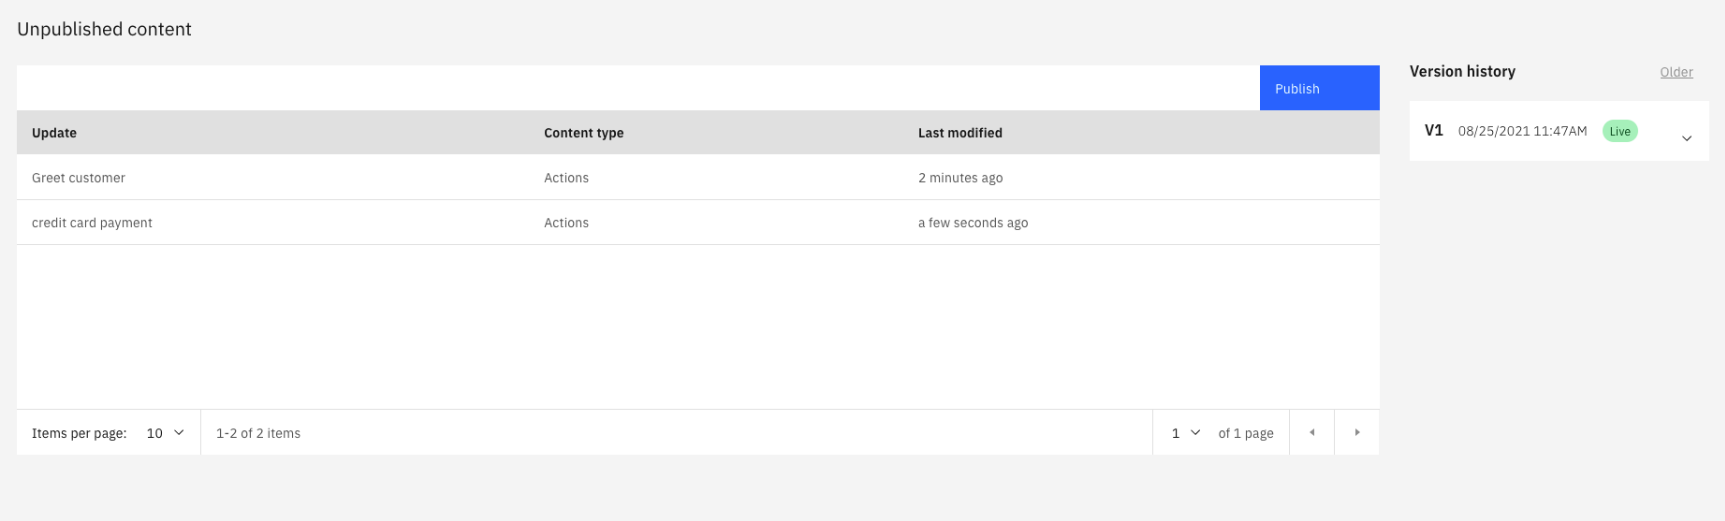 Unpublished content
Publish
Update Content type Last modified
Greet customer Actions 2 minutes ago
credit card payment Actions a few seconds ago
Items per page: 10 1-2 of 2 items 1 of 1 page
Version history Older
V1 08/25/2021 11:47AM Live